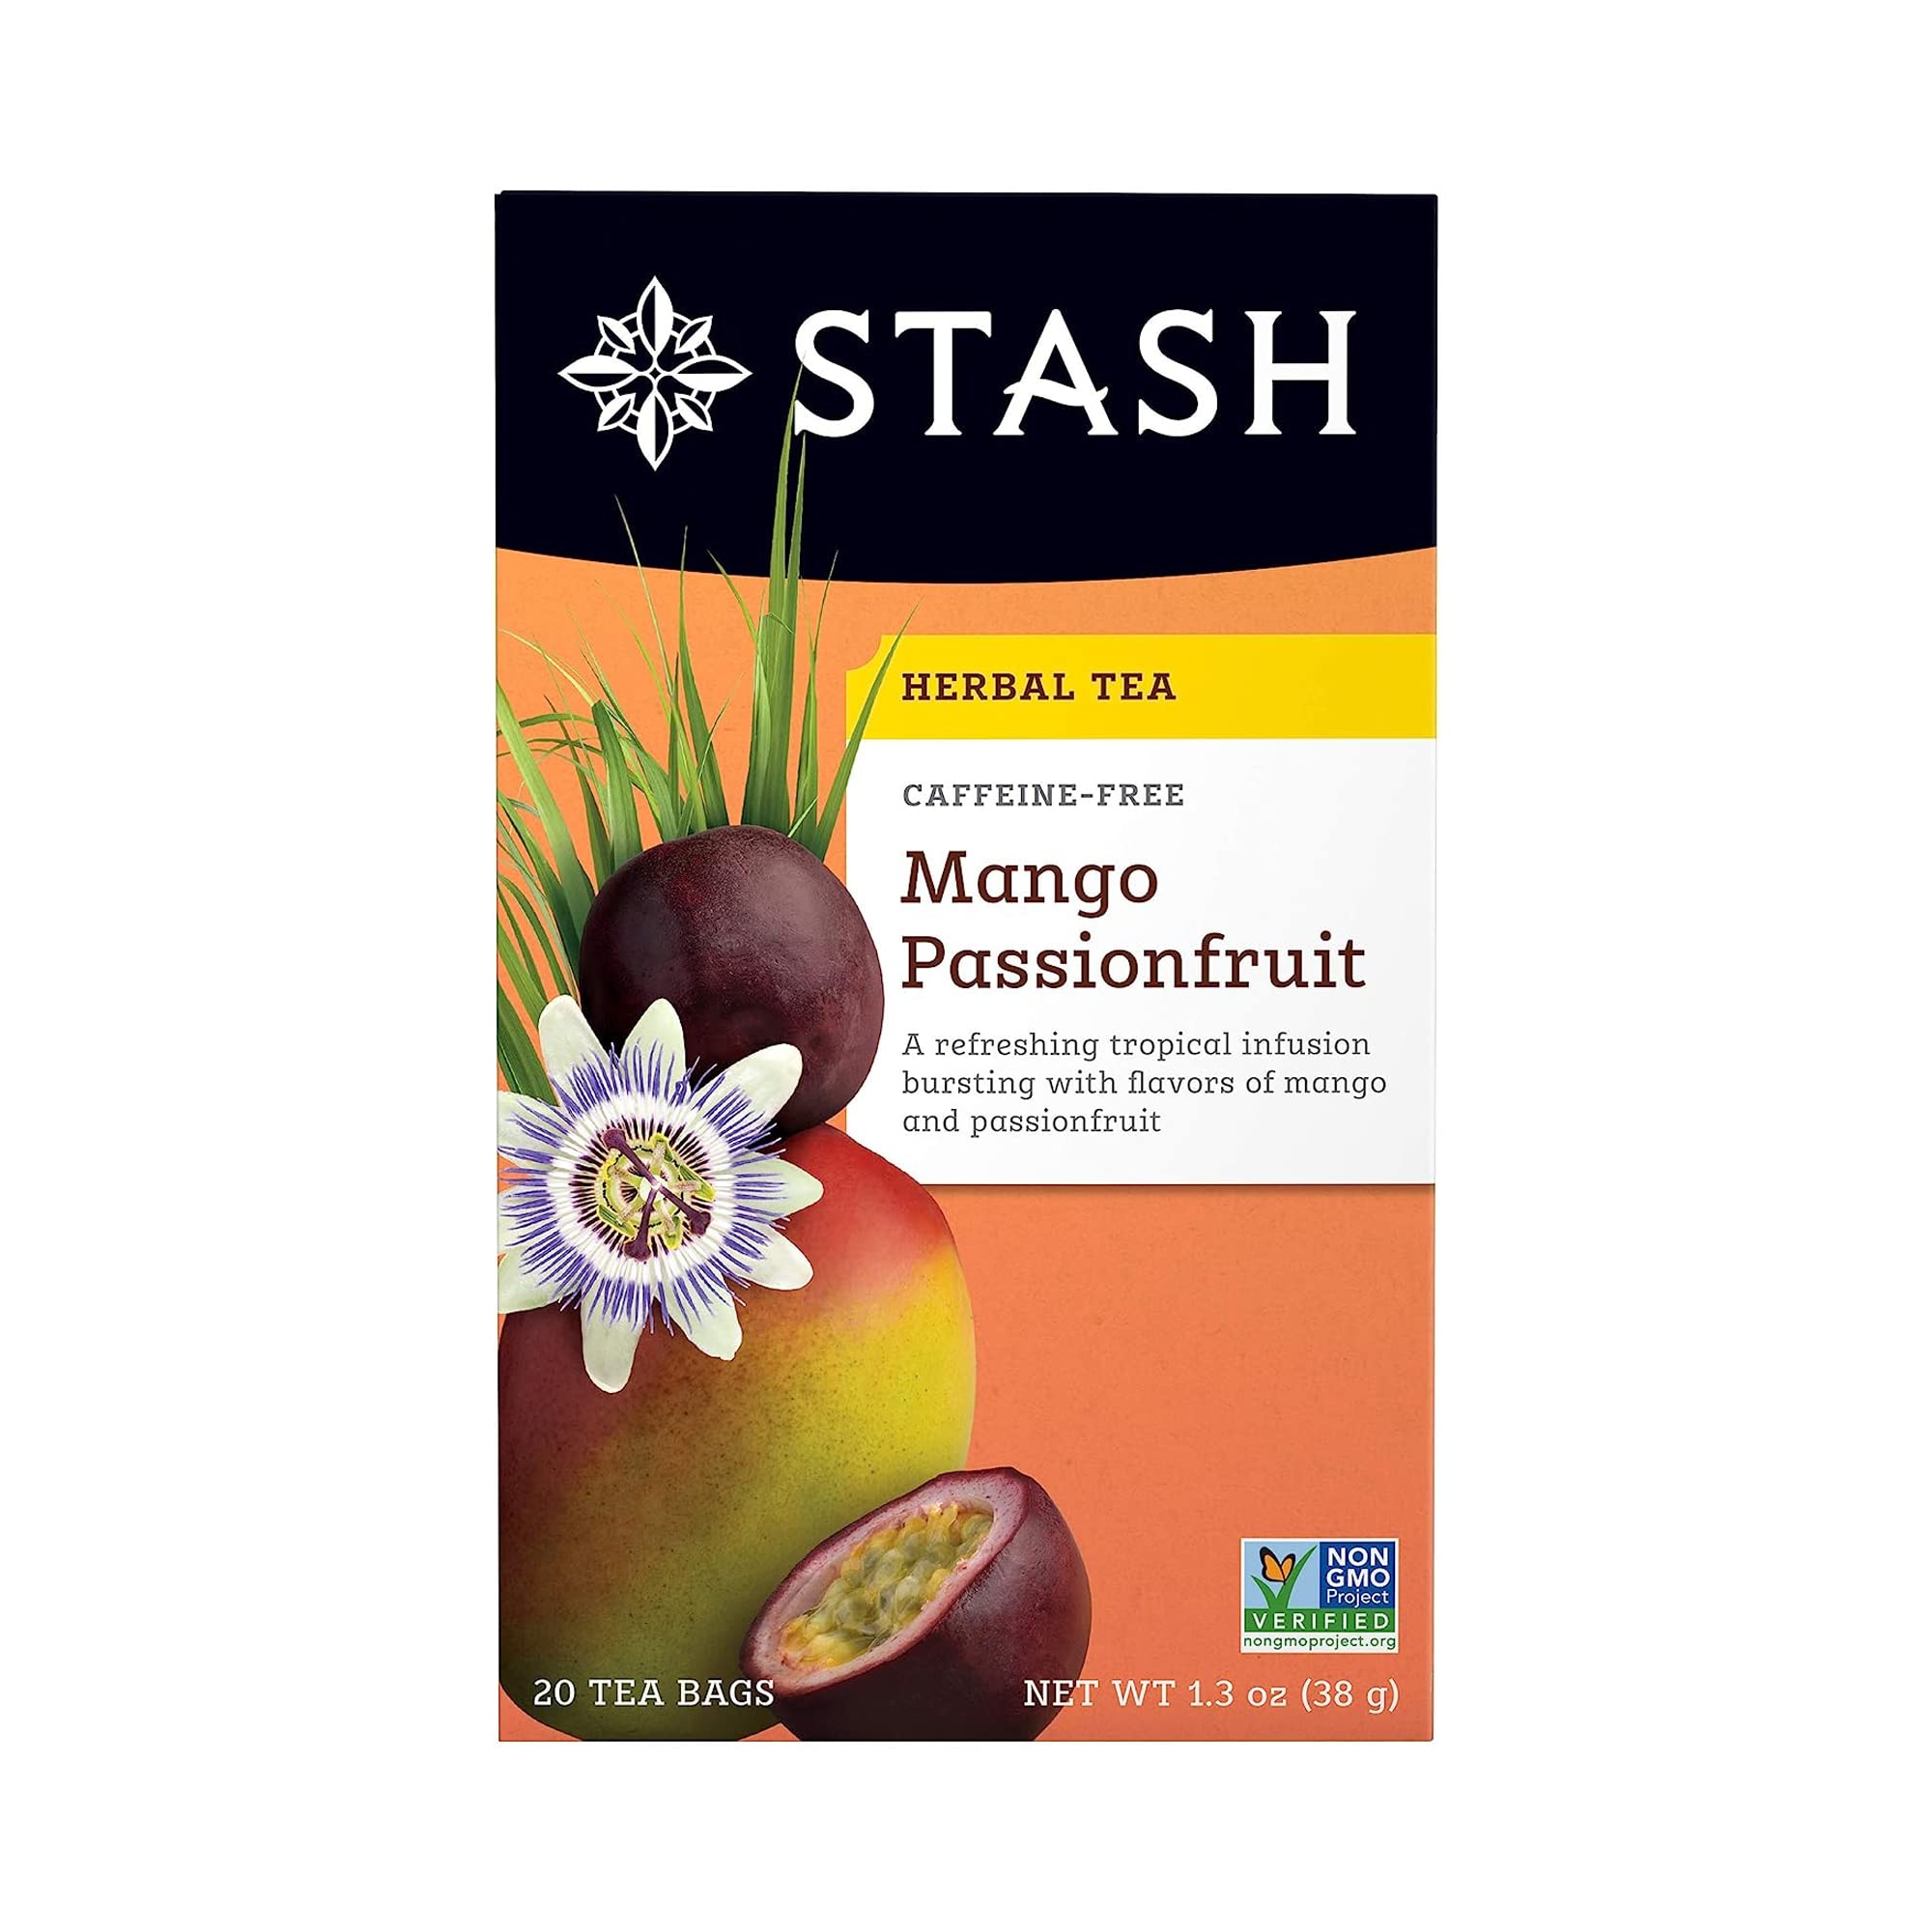 STASH
HERBAL TEA
CAFFEINE-FREE
Mango
Passionfruit
A refreshing tropical infusion
bursting with flavors of mango
and passionfruit
NON
GMO
Project
VERIFIED
nongmoproject.org
20 TEA BAGS
NET WT 1.3 oz (38 g)